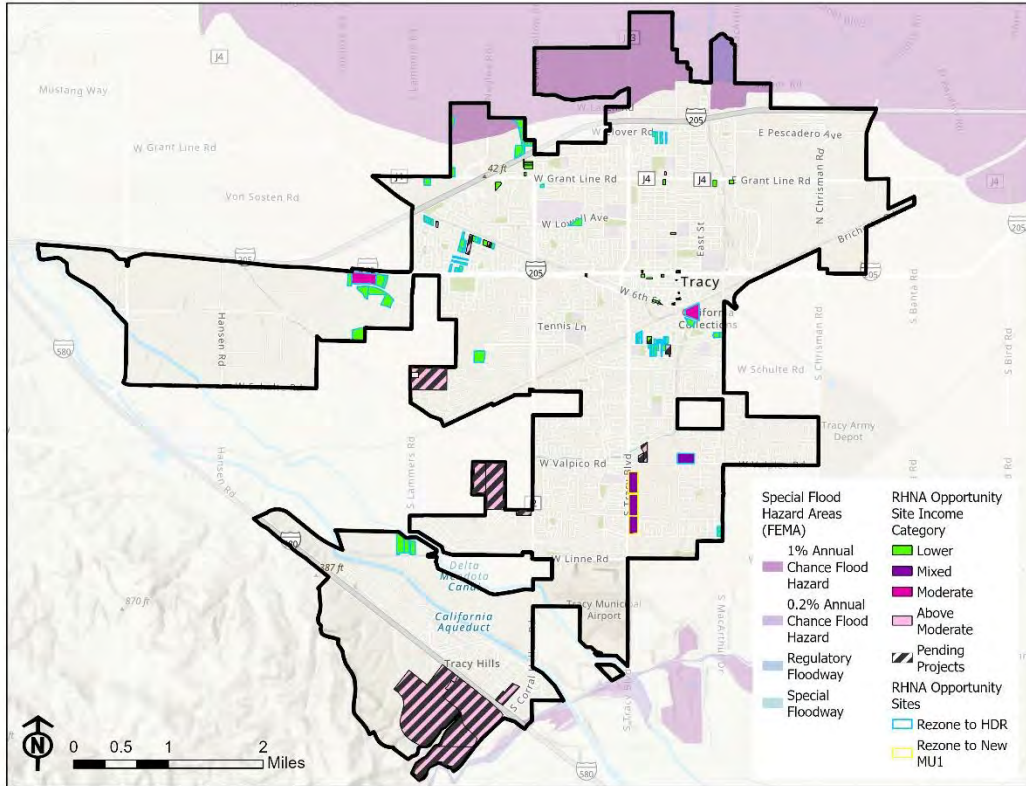 J4
J3
Mustang Way
S Lammers Rd
W Grant Line Rd
205
E Pescadero Ave
42 ft
W Grant Line Rd
J4
J4
E Grant Line Rd
Von Sosten Rd
N Chrisman Rd
W Lowell Ave
East St
205
205
205
205
Tracy
W 6th St
California
Collections
Tennis Ln
Hansen Rd
580
S Banta Rd
S Chrisman Rd
S Bird Rd
W Schulte Rd
Tracy Army
Depot
Hansen Rd
S Lammers Rd
W Valpico Rd
S Tracy Blvd
W Linne Rd
580
387 ft
Delta
Mendota
Canal
870 ft
California
Aqueduct
Tracy Municipal
Airport
S MacArthur Dr
Tracy Hills
580
Special Flood
Hazard Areas
(FEMA)
1% Annual
Chance Flood
Hazard
0.2% Annual
Chance Flood
Hazard
Regulatory
Floodway
Special
Floodway
RHNA Opportunity
Site Income
Category
Lower
Mixed
Moderate
Above
Moderate
Pending
Projects
RHNA Opportunity
Sites
Rezone to HDR
Rezone to New
MU1
N
0 0.5 1 2
Miles